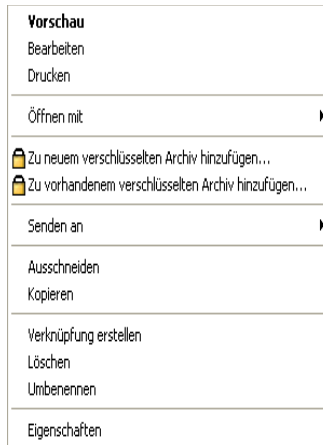 Vorschau
Bearbeiten
Drucken
Öffnen mit
Zu neuem verschlüsselten Archiv hinzufügen...
Zu vorhandenem verschlüsselten Archiv hinzufügen...
Senden an
Ausschneiden
Kopieren
Verknüpfung erstellen
Löschen
Umbenennen
Eigenschaften